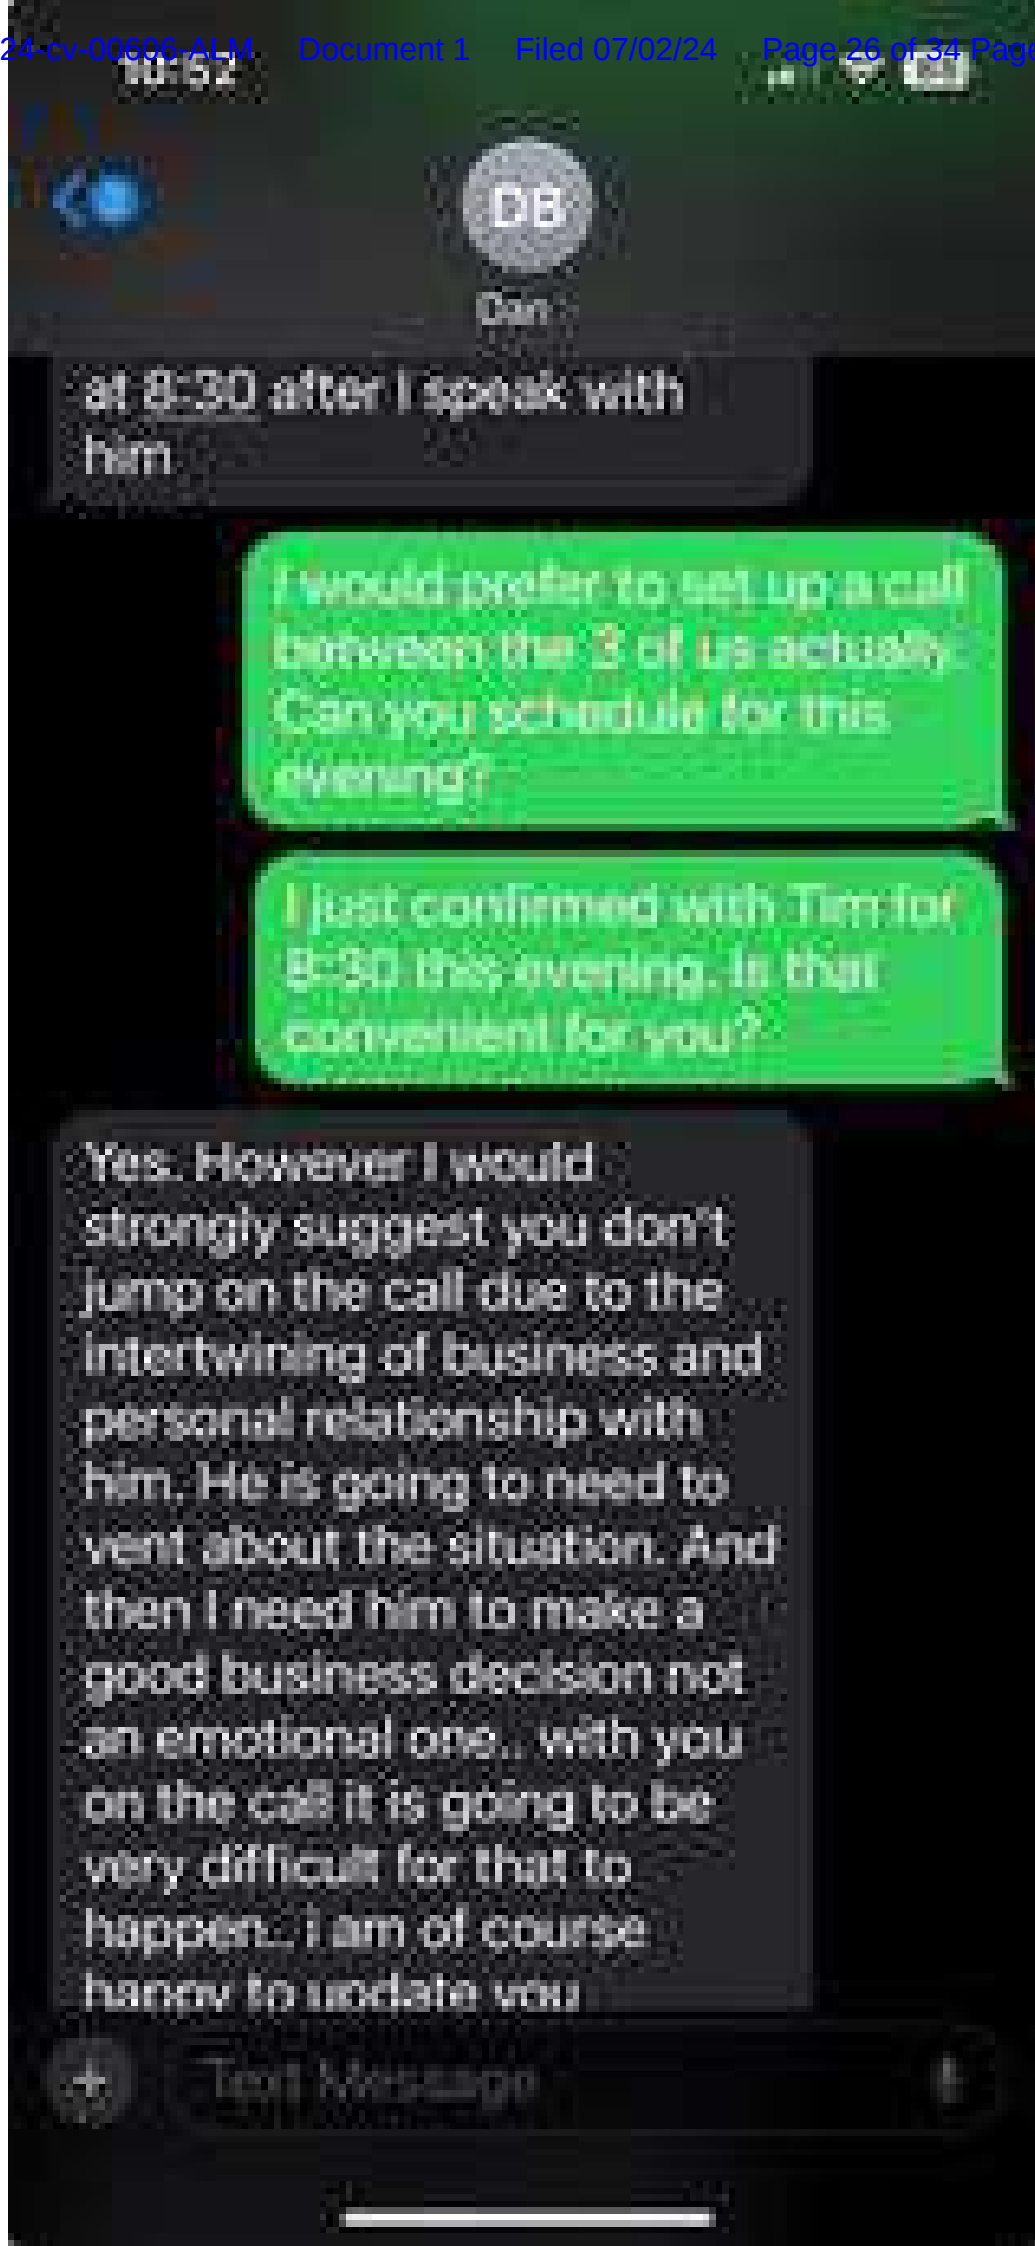 24-cv-00606-ALM Document 1 Filed 07/02/24 Page 26 of 34 Page
10:52
DB
Dan
at 8:30 after i speak with
him
I would prefer to set up a call
between the 3 of us actually.
Can you schedule for this
evening?
I just confirmed with Tim for
8:30 this evening. Is that
convenient for you?
Yes. However I would
strongly suggest you don't
jump on the call due to the
intertwining of business and
personal relationship with
him. He is going to need to
vent about the situation. And
then I need him to make a
good business decision not
an emotional one.. with you
on the call it is going to be
very difficult for that to
happen.. i am of course
happy to update you
Text Message